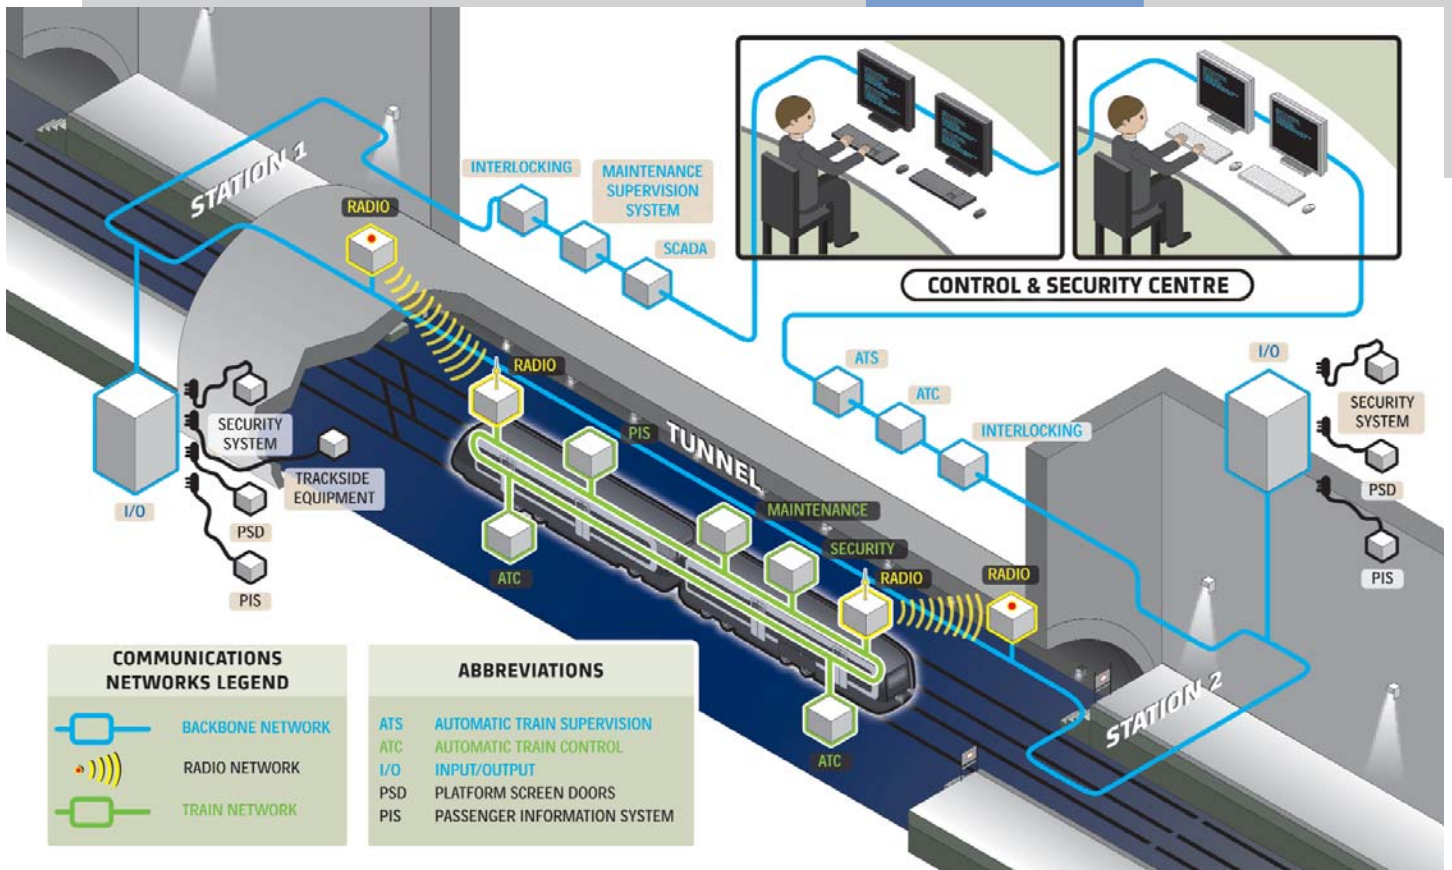 STATION 1
RADIO
INTERLOCKING
MAINTENANCE
SUPERVISION
SYSTEM
SCADA
CONTROL & SECURITY CENTRE
I/O
SECURITY
SYSTEM
TRACKSIDE
EQUIPMENT
PSD
PIS
RADIO
PIS
TUNNEL
MAINTENANCE
SECURITY
RADIO
RADIO
ATC
ATC
ATS
ATC
INTERLOCKING
I/O
SECURITY
SYSTEM
PSD
PIS
STATION 2
COMMUNICATIONS
NETWORKS LEGEND
BACKBONE NETWORK
RADIO NETWORK
TRAIN NETWORK
ABBREVIATIONS
ATS AUTOMATIC TRAIN SUPERVISION
ATC AUTOMATIC TRAIN CONTROL
I/O INPUT/OUTPUT
PSD PLATFORM SCREEN DOORS
PIS PASSENGER INFORMATION SYSTEM